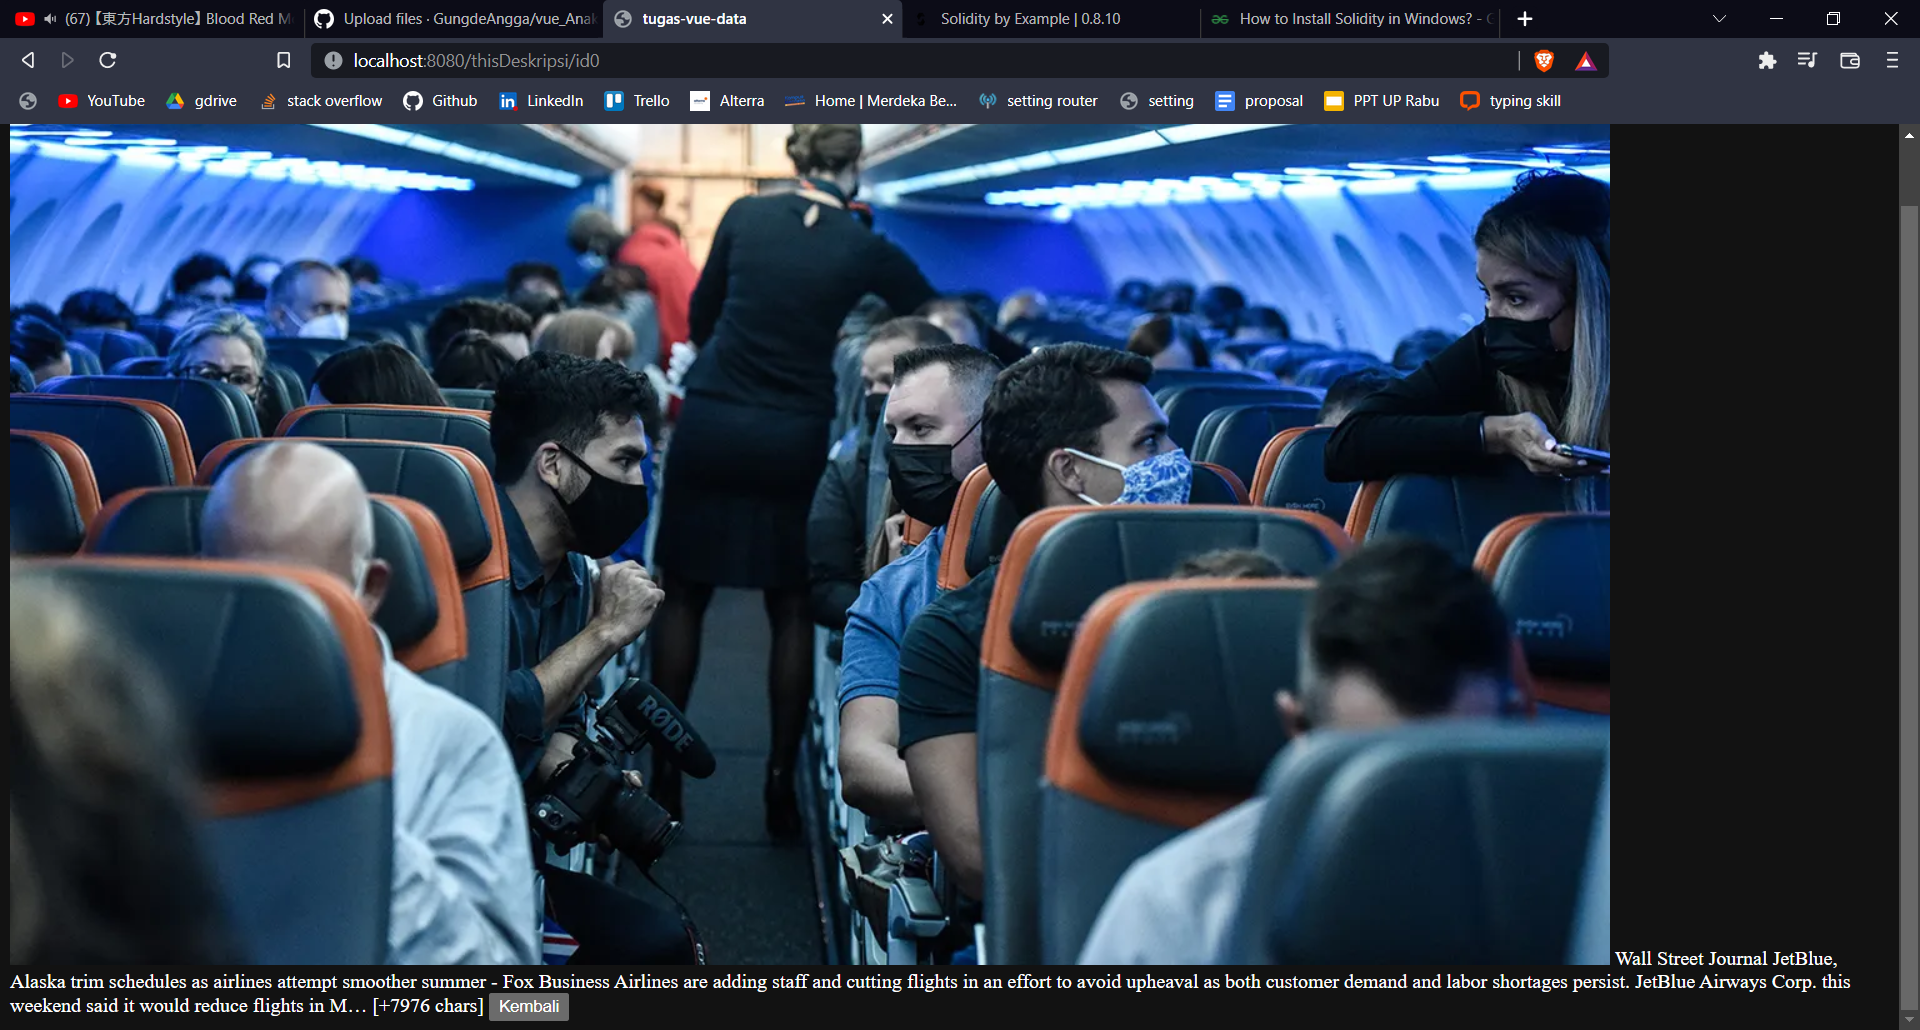 (67) 【東方Hardstyle】 Blood Red M
Upload files · GungdeAngga/vue_Anak
tugas-vue-data
Solidity by Example | 0.8.10
How to Install Solidity in Windows? -
localhost:8080/thisDeskripsi/id0
YouTube
gdrive
stack overflow
Github
LinkedIn
Trello
Alterra
Home | Merdeka Be...
setting router
setting
proposal
PPT UP Rabu
typing skill
RØDE
Wall Street Journal JetBlue,
Alaska trim schedules as airlines attempt smoother summer - Fox Business Airlines are adding staff and cutting flights in an effort to avoid upheaval as both customer demand and labor shortages persist. JetBlue Airways Corp. this
weekend said it would reduce flights in M… [+7976 chars] Kembali